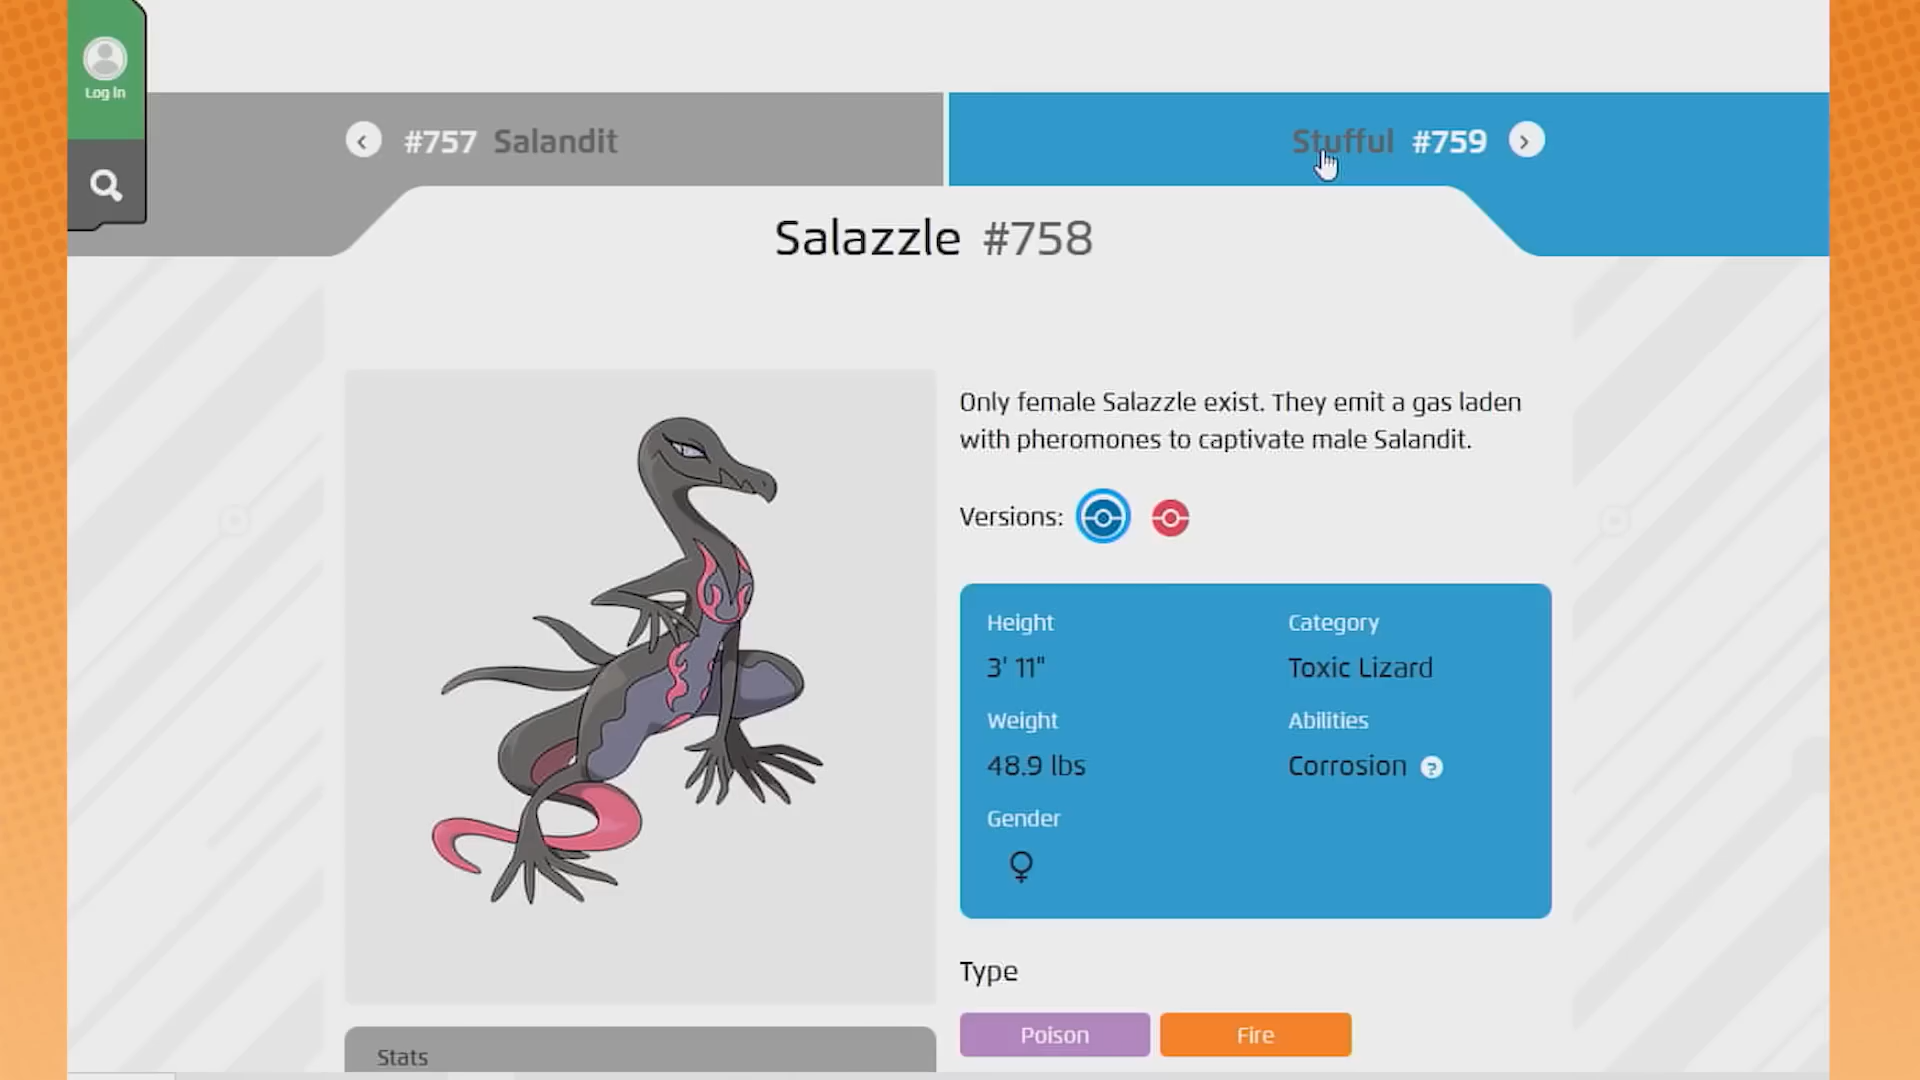 Log In
#757 Salandit
Stufful #759
Salazzle #758
Only female Salazzle exist. They emit a gas laden
with pheromones to captivate male Salandit.
Versions:
Height
3' 11"
Category
Toxic Lizard
Weight
48.9 lbs
Abilities
Corrosion ?
Gender
Type
Poison
Fire
Stats